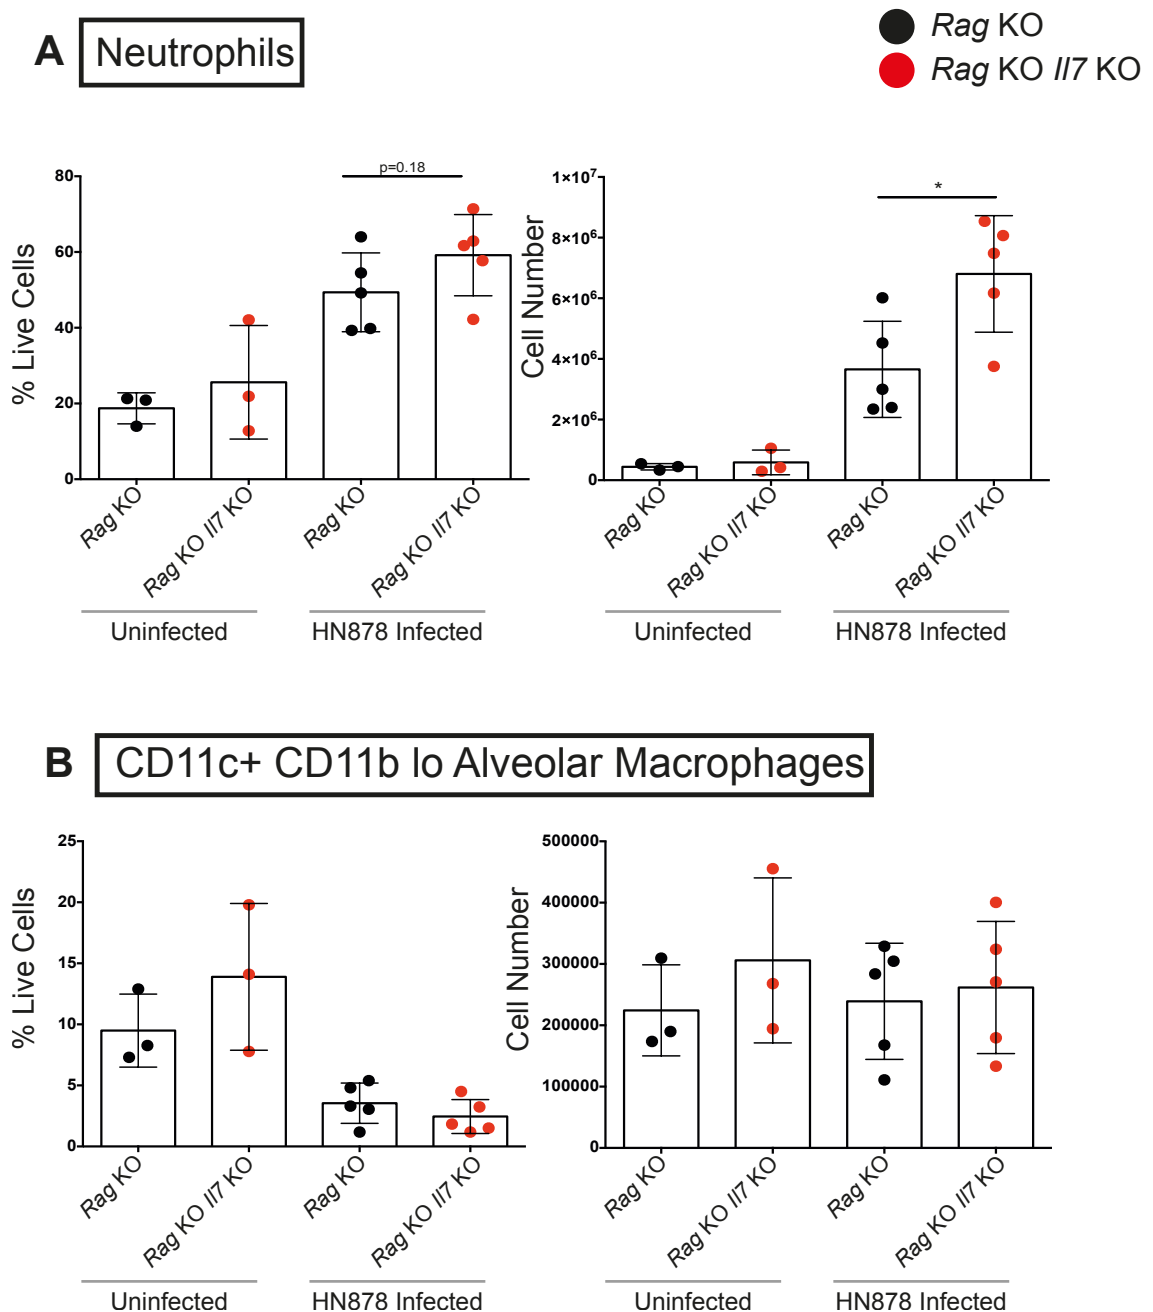 A Neutrophils
Rag KO
Rag KO Il7 KO
% Live Cells
80
60
40
20
0
p=0.18
Rag KO
Rag KO Il7 KO
Rag KO
Rag KO Il7 KO
Uninfected
HN878 Infected
Cell Number
1×10⁷
8×10⁶
6×10⁶
4×10⁶
2×10⁶
0
*
Rag KO
Rag KO Il7 KO
Rag KO
Rag KO Il7 KO
Uninfected
HN878 Infected
B CD11c+ CD11b lo Alveolar Macrophages
% Live Cells
25
20
15
10
5
0
Rag KO
Rag KO Il7 KO
Rag KO
Rag KO Il7 KO
Uninfected
HN878 Infected
Cell Number
500000
400000
300000
200000
100000
0
Rag KO
Rag KO Il7 KO
Rag KO
Rag KO Il7 KO
Uninfected
HN878 Infected